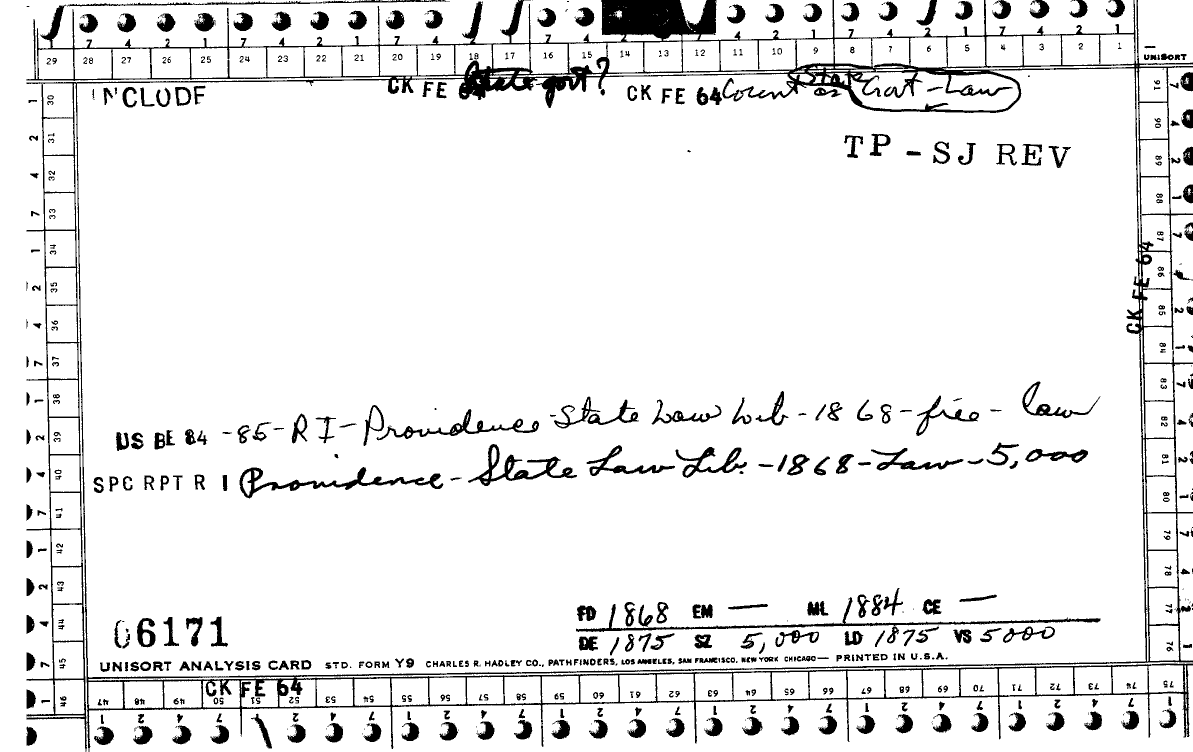 7 4 2 1 7 4 2 1 7 4 2 1 7 4 2 1 7 4 2 1 7 4 2 1
29 28 27 26 25 24 23 22 21 20 19 18 17 16 15 14 13 12 11 10 9 8 7 6 5 4 3 2 1 UNISORT
CK FE State govt? CK FE 64 State Govt - Law
INCLUDE
TP - SJ REV
CK FE 64
US BE 84 - 85 - R I - Providence State Law Lib - 1868 - free - law
SPC RPT R I Providence - State Law Lib. - 1868 - Law - 5,000
FD 1868 EM — ML 1884 CE —
DE 1875 SZ 5,000 LD 1875 VS 5000
06171
UNISORT ANALYSIS CARD STD. FORM Y9 CHARLES R. HADLEY CO., PATHFINDERS, LOS ANGELES, SAN FRANCISCO, NEW YORK CHICAGO — PRINTED IN U.S.A.
CK FE 64
47 48 49 50 51 52 53 54 55 56 57 58 59 60 61 62 63 64 65 66 67 68 69 70 71 72 73 74 75
30 31 32 33 34 35 36 37 38 39 40 41 42 43 44 45 46
91 90 89 88 87 86 85 84 83 82 81 80 79 78 77 76